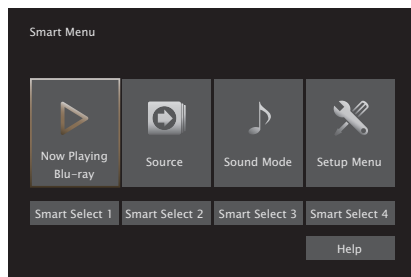 Smart Menu
Now Playing
Blu-ray
Source
Sound Mode
Setup Menu
Smart Select 1
Smart Select 2
Smart Select 3
Smart Select 4
Help